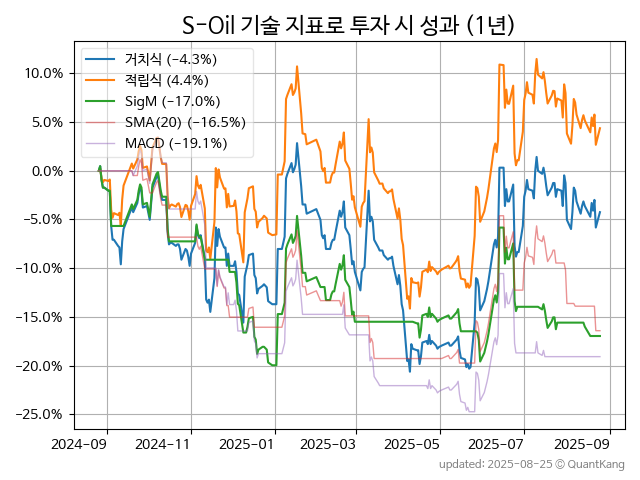 S-Oil 기술 지표로 투자 시 성과 (1년)
거치식 (-4.3%)
적립식 (4.4%)
SigM (-17.0%)
SMA(20) (-16.5%)
MACD (-19.1%)
10.0%
5.0%
0.0%
-5.0%
-10.0%
-15.0%
-20.0%
-25.0%
2024-09 2024-11 2025-01 2025-03 2025-05 2025-07 2025-09
updated: 2025-08-25 © QuantKang